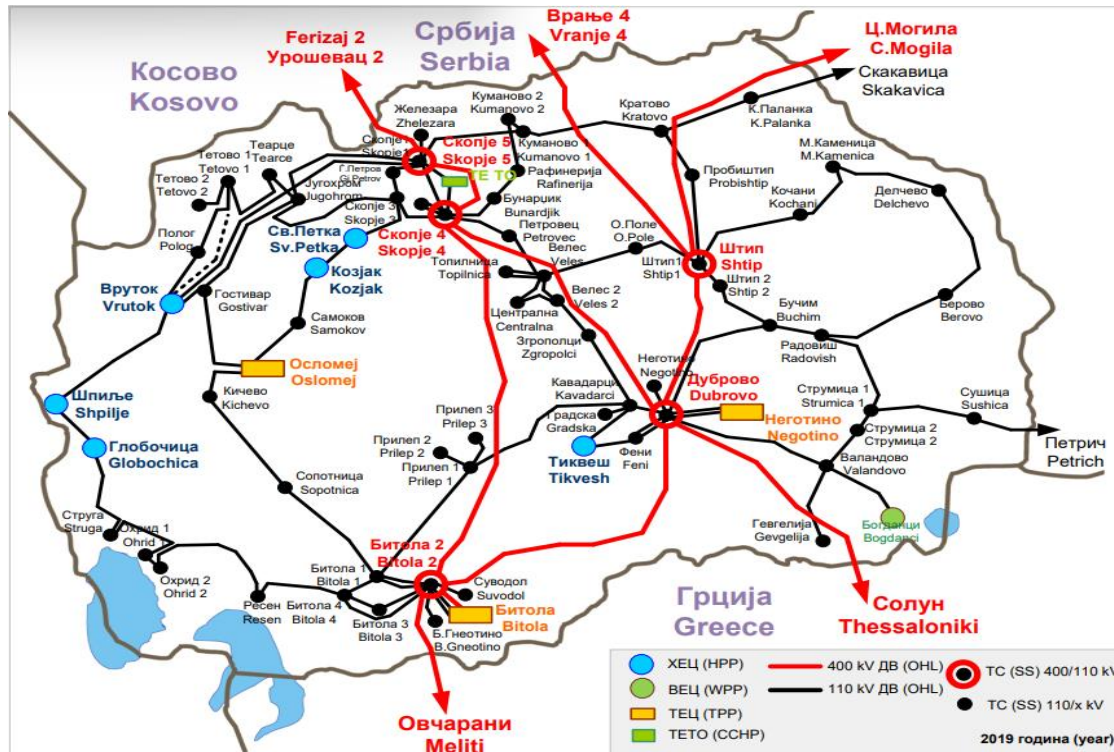 Врање 4
Vranje 4
Ц.Могила
C.Mogila
Ferizaj 2
Урошевац 2
Србија
Serbia
Скакавица
Skakavica
Косово
Kosovo
Железара
Zhelezara
Куманово 2
Kumanovo 2
Кратово
Kratovo
К.Паланка
K.Palanka
Скопје1
Skopje1
Скопје 5
Skopje 5
Куманово 1
Kumanovo 1
М.Каменица
M.Kamenica
Теарце
Tearce
Тетово 1
Tetovo 1
Тетово 2
Tetovo 2
Ѓ.Петров
Gj.Petrov
TE TO
Рафинерија
Rafinerija
Пробиштип
Probishtip
Југохром
Jugohrom
Скопје 3
Skopje 3
Бунарџик
Bunardjik
Кочани
Kochani
Делчево
Delchevo
Полог
Polog
Св.Петка
Sv.Petka
Скопје 4
Skopje 4
Петровец
Petrovec
О.Поле
O.Pole
Штип
Shtip
Козјак
Kozjak
Топилница
Topilnica
Велес
Veles
Штип1
Shtip1
Вруток
Vrutok
Гостивар
Gostivar
Велес 2
Veles 2
Штип 2
Shtip 2
Централна
Centralna
Бучим
Buchim
Берово
Berovo
Самоков
Samokov
Згрополци
Zgropolci
Радовиш
Radovish
Осломеј
Oslomej
Неготино
Negotino
Дуброво
Dubrovo
Шпиље
Shpilje
Кичево
Kichevo
Кавадарци
Kavadarci
Струмица 1
Strumica 1
Сушица
Sushica
Прилеп 3
Prilep 3
Градска
Gradska
Неготино
Negotino
Глобочица
Globochica
Прилеп 2
Prilep 2
Струмица 2
Струмица 2
Петрич
Petrich
Тиквеш
Tikvesh
Фени
Feni
Прилеп 1
Prilep 1
Валандово
Valandovo
Сопотница
Sopotnica
Струга
Struga
Охрид 1
Ohrid 1
Гевгелија
Gevgelija
Богданци
Bogdanci
Битола 2
Bitola 2
Охрид 2
Ohrid 2
Битола 1
Bitola 1
Суводол
Suvodol
Ресен
Resen
Битола 4
Bitola 4
Битола 3
Bitola 3
Битола
Bitola
Б.Гнеотино
B.Gneotino
Грција
Greece
Солун
Thessaloniki
Овчарани
Meliti
ХЕЦ (HPP)
400 kV ДВ (OHL)
ТС (SS) 400/110 kV
ВЕЦ (WPP)
110 kV ДВ (OHL)
ТС (SS) 110/x kV
ТЕЦ (TPP)
ТЕТО (CCHP)
2019 година (year)